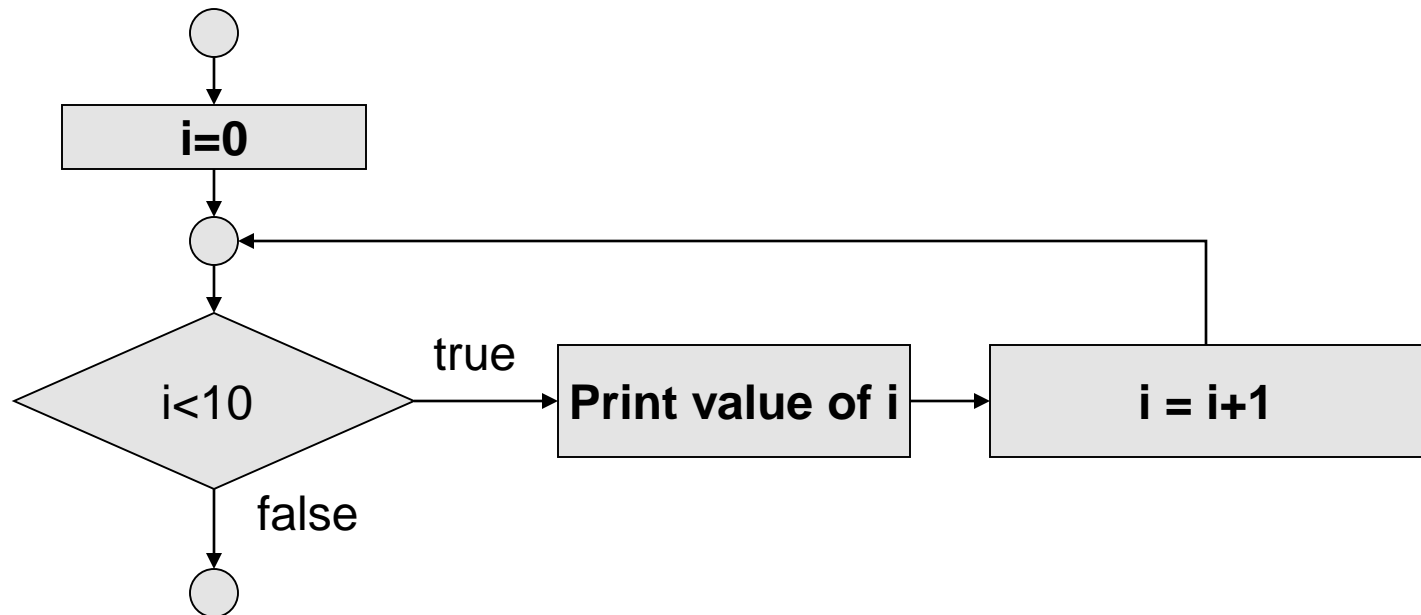 i=0
i<10
true
Print value of i
i = i+1
false